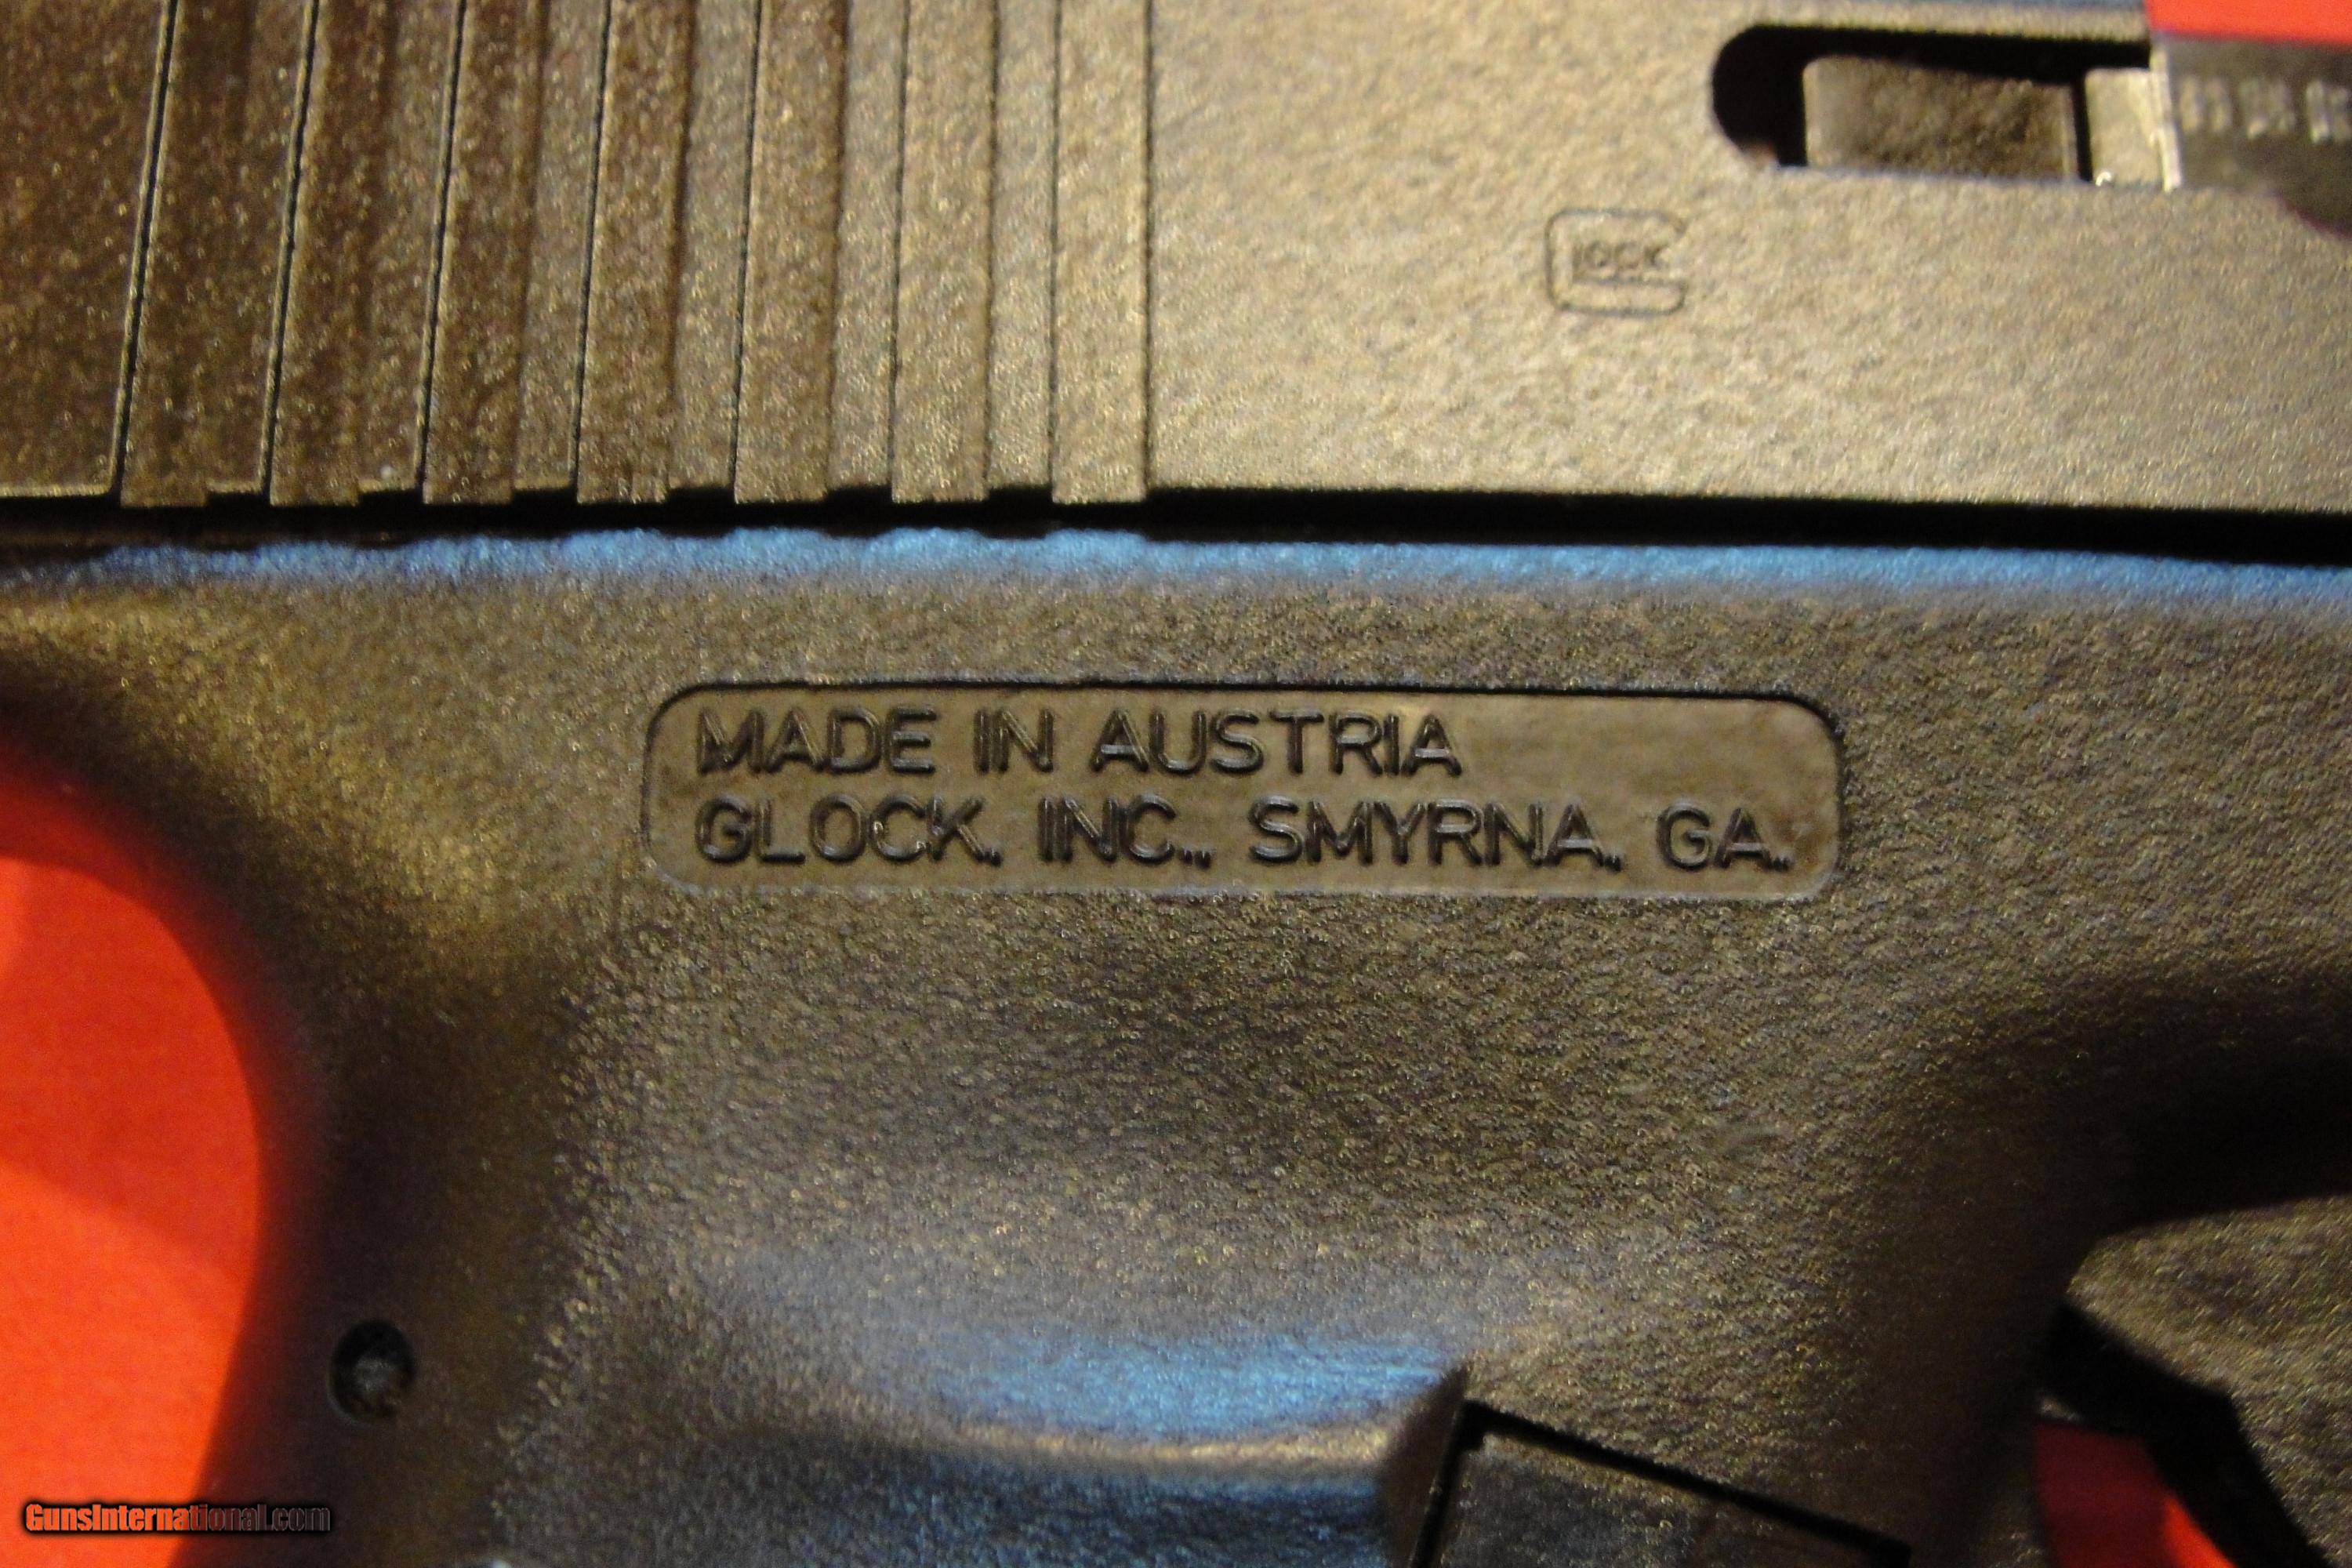 GLOCK
MADE IN AUSTRIA
GLOCK, INC., SMYRNA, GA.
GunsInternational.com